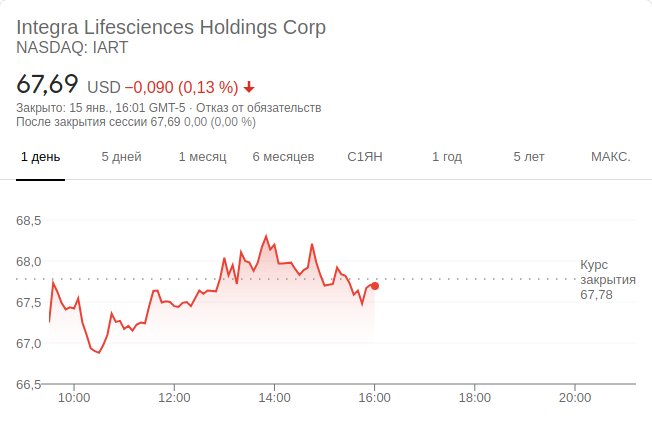 Integra Lifesciences Holdings Corp
NASDAQ: IART
67,69 USD −0,090 (0,13 %)
Закрыто: 15 янв., 16:01 GMT-5 · Отказ от обязательств
После закрытия сессии 67,69 0,00 (0,00 %)
1 день 5 дней 1 месяц 6 месяцев С1ЯН 1 год 5 лет МАКС.
68,5
68,0
Курс
закрытия
67,78
67,5
67,0
66,5
10:00 12:00 14:00 16:00 18:00 20:00